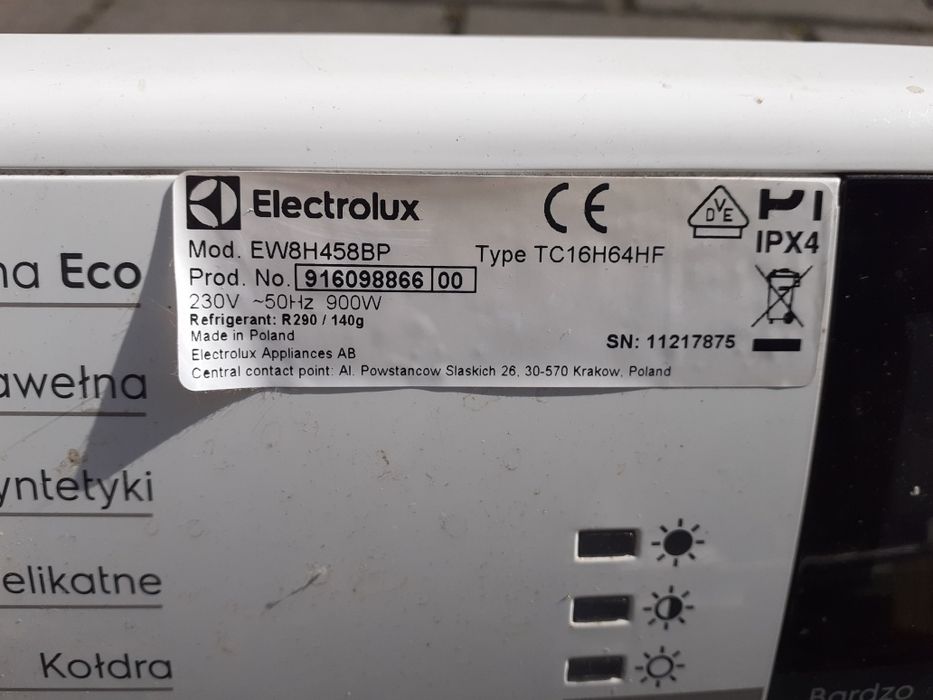 Electrolux
CE
DVE
IPX4
Mod. EW8H458BP
Type TC16H64HF
Prod. No. 916098866 00
230V ~50Hz 900W
Refrigerant: R290 / 140g
Made in Poland
SN: 11217875
Electrolux Appliances AB
Central contact point: Al. Powstancow Slaskich 26, 30-570 Krakow, Poland
na Eco
awełna
yntetyki
elikatne
Kołdra
Bardzo